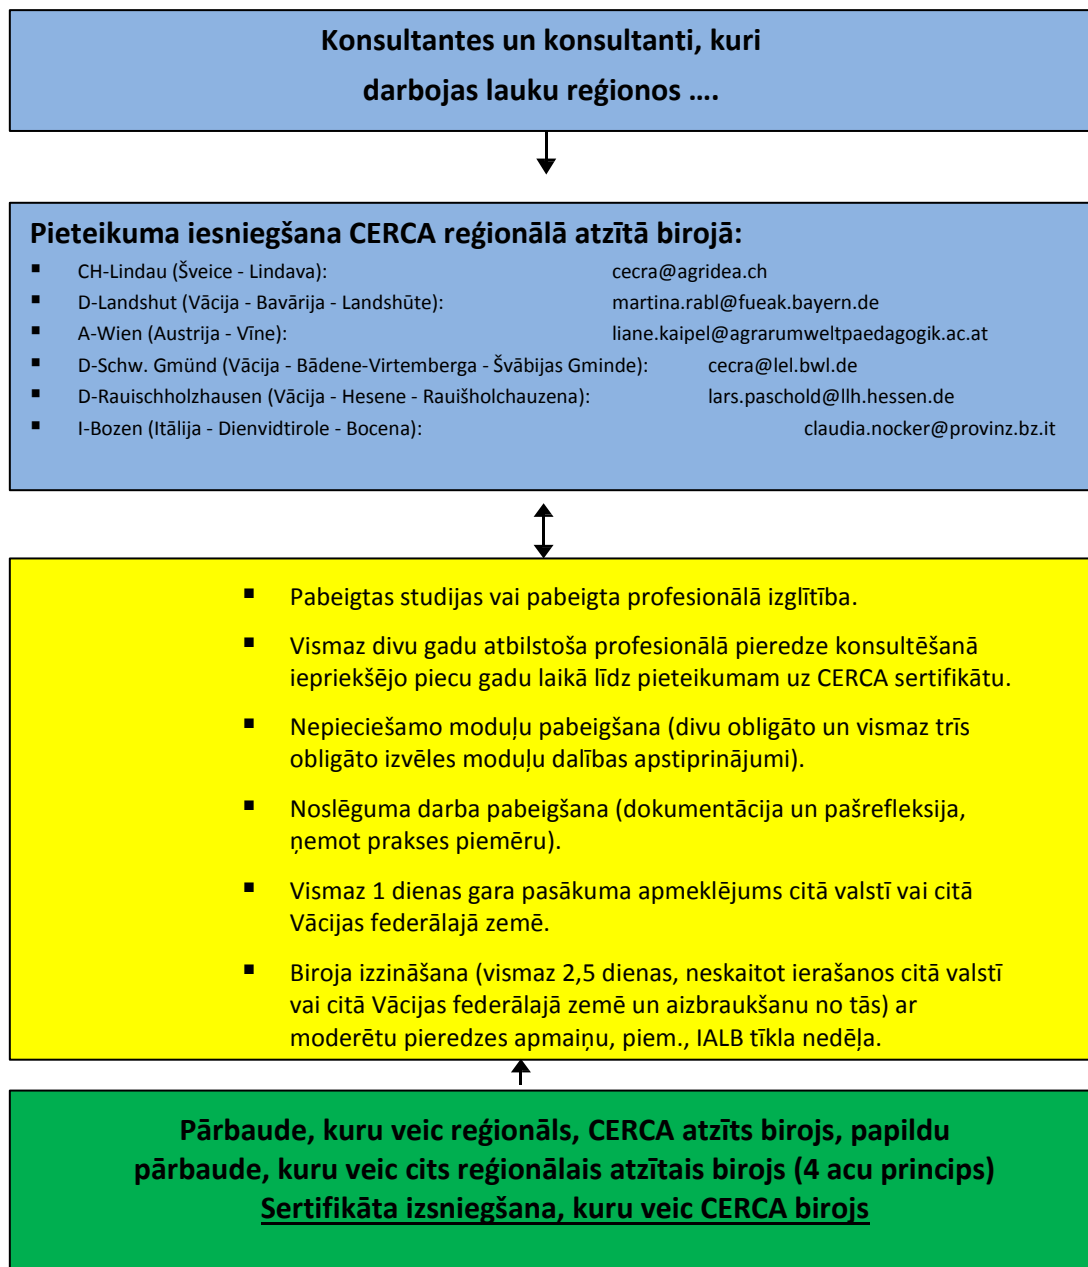 Konsultantes un konsultanti, kuri
darbojas lauku reģionos ....
Pieteikuma iesniegšana CERCA reģionālā atzītā birojā:
▪ CH-Lindau (Šveice - Lindava): cecra@agridea.ch
▪ D-Landshut (Vācija - Bavārija - Landshūte): martina.rabl@fueak.bayern.de
▪ A-Wien (Austrija - Vīne): liane.kaipel@agrarumweltpaedagogik.ac.at
▪ D-Schw. Gmünd (Vācija - Bādene-Virtemberga - Švābijas Gminde): cecra@lel.bwl.de
▪ D-Rauischholzhausen (Vācija - Hesene - Rauišholchauzena): lars.paschold@llh.hessen.de
▪ I-Bozen (Itālija - Dienvidtirole - Bocena): claudia.nocker@provinz.bz.it
▪ Pabeigtas studijas vai pabeigta profesionālā izglītība.
▪ Vismaz divu gadu atbilstoša profesionālā pieredze konsultēšanā
iepriekšējo piecu gadu laikā līdz pieteikumam uz CERCA sertifikātu.
▪ Nepieciešamo moduļu pabeigšana (divu obligāto un vismaz trīs
obligāto izvēles moduļu dalības apstiprinājumi).
▪ Noslēguma darba pabeigšana (dokumentācija un pašrefleksija,
ņemot prakses piemēru).
▪ Vismaz 1 dienas gara pasākuma apmeklējums citā valstī vai citā
Vācijas federālajā zemē.
▪ Biroja izzināšana (vismaz 2,5 dienas, neskaitot ierašanos citā valstī
vai citā Vācijas federālajā zemē un aizbraukšanu no tās) ar
moderētu pieredzes apmaiņu, piem., IALB tīkla nedēļa.
Pārbaude, kuru veic reģionāls, CERCA atzīts birojs, papildu
pārbaude, kuru veic cits reģionālais atzītais birojs (4 acu princips)
Sertifikāta izsniegšana, kuru veic CERCA birojs